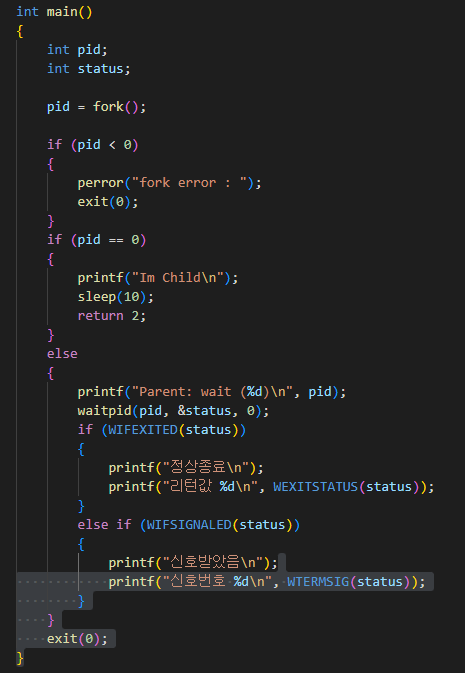 int main()
{
    int pid;
    int status;

    pid = fork();

    if (pid < 0)
    {
        perror("fork error : ");
        exit(0);
    }
    if (pid == 0)
    {
        printf("Im Child\n");
        sleep(10);
        return 2;
    }
    else
    {
        printf("Parent: wait (%d)\n", pid);
        waitpid(pid, &status, 0);
        if (WIFEXITED(status))
        {
            printf("정상종료\n");
            printf("리턴값 %d\n", WEXITSTATUS(status));
        }
        else if (WIFSIGNALED(status))
        {
            printf("신호받았음\n");
            printf("신호번호 %d\n", WTERMSIG(status));
        }
    }
    exit(0);
}